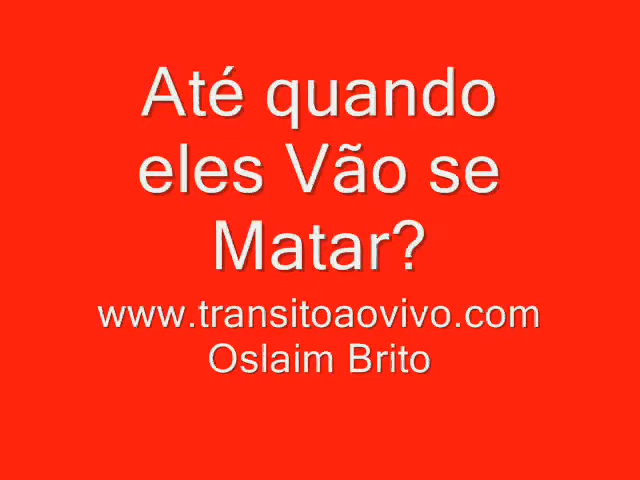 Até quando
eles Vão se
Matar?
www.transitoaovivo.com
Oslaim Brito